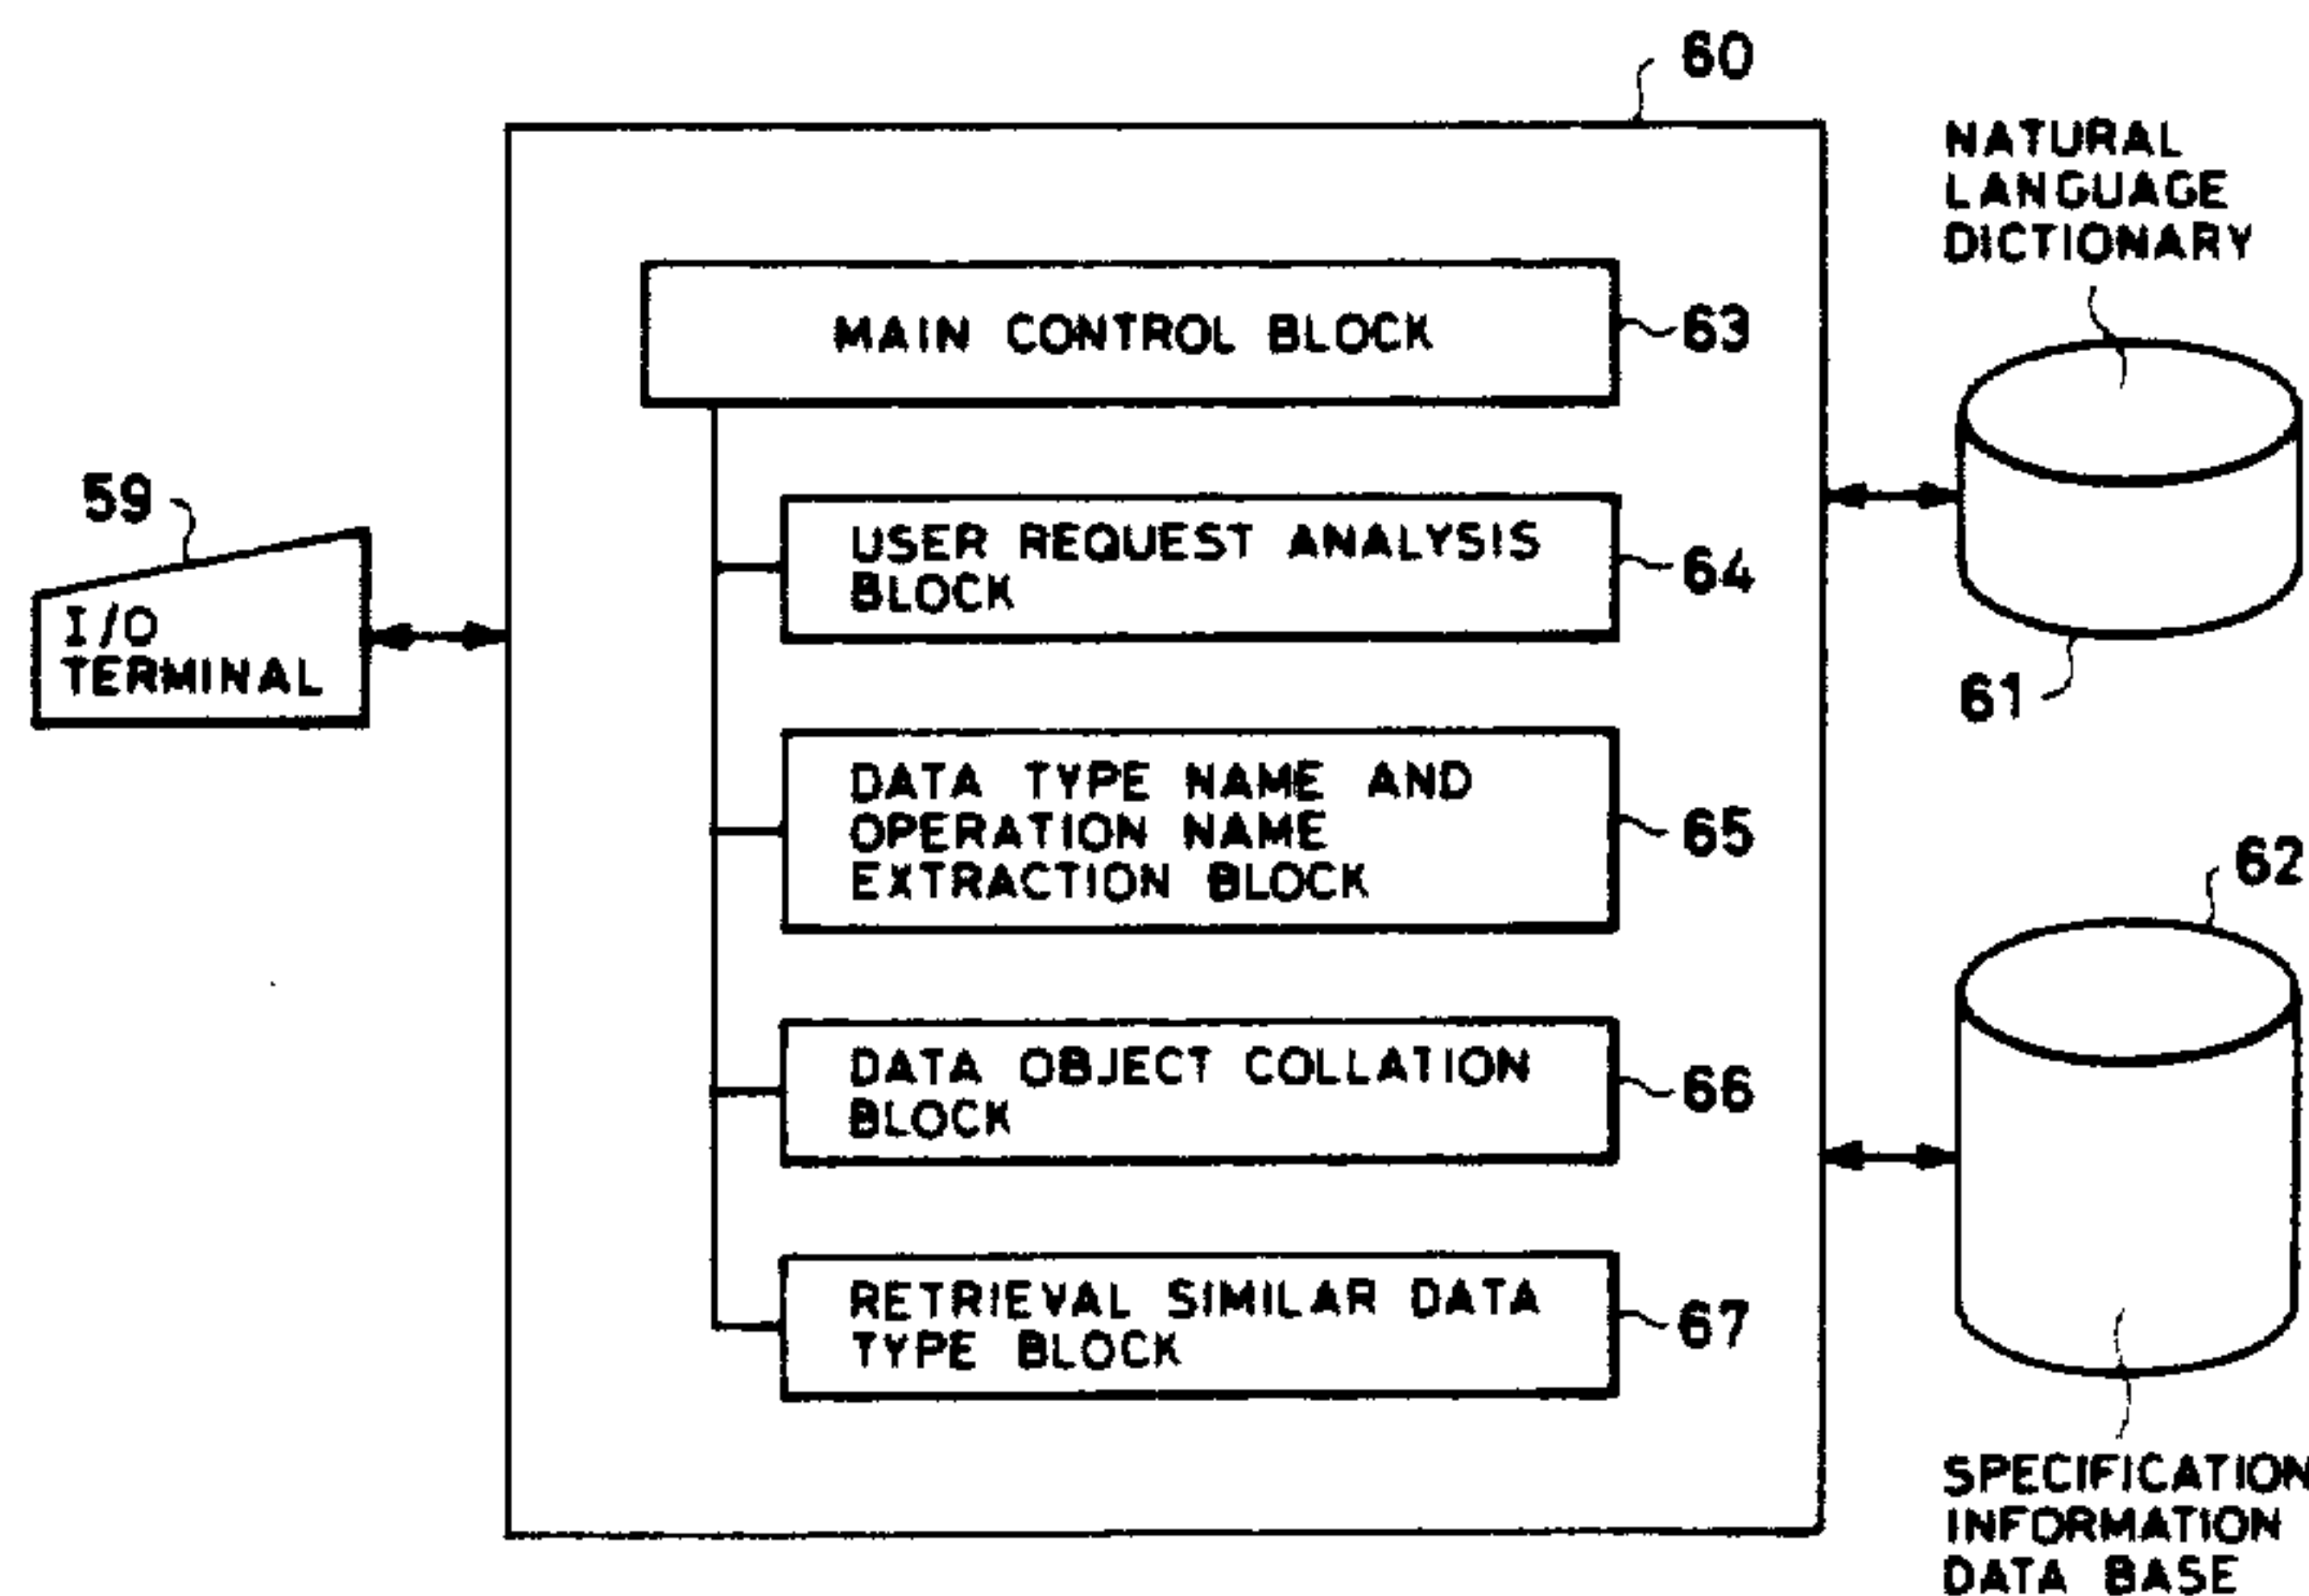 60
NATURAL
LANGUAGE
DICTIONARY
MAIN CONTROL BLOCK
63
59
USER REQUEST ANALYSIS
BLOCK
64
I/O
TERMINAL
61
DATA TYPE NAME AND
OPERATION NAME
EXTRACTION BLOCK
65
62
DATA OBJECT COLLATION
BLOCK
66
RETRIEVAL SIMILAR DATA
TYPE BLOCK
67
SPECIFICATION
INFORMATION
DATA BASE